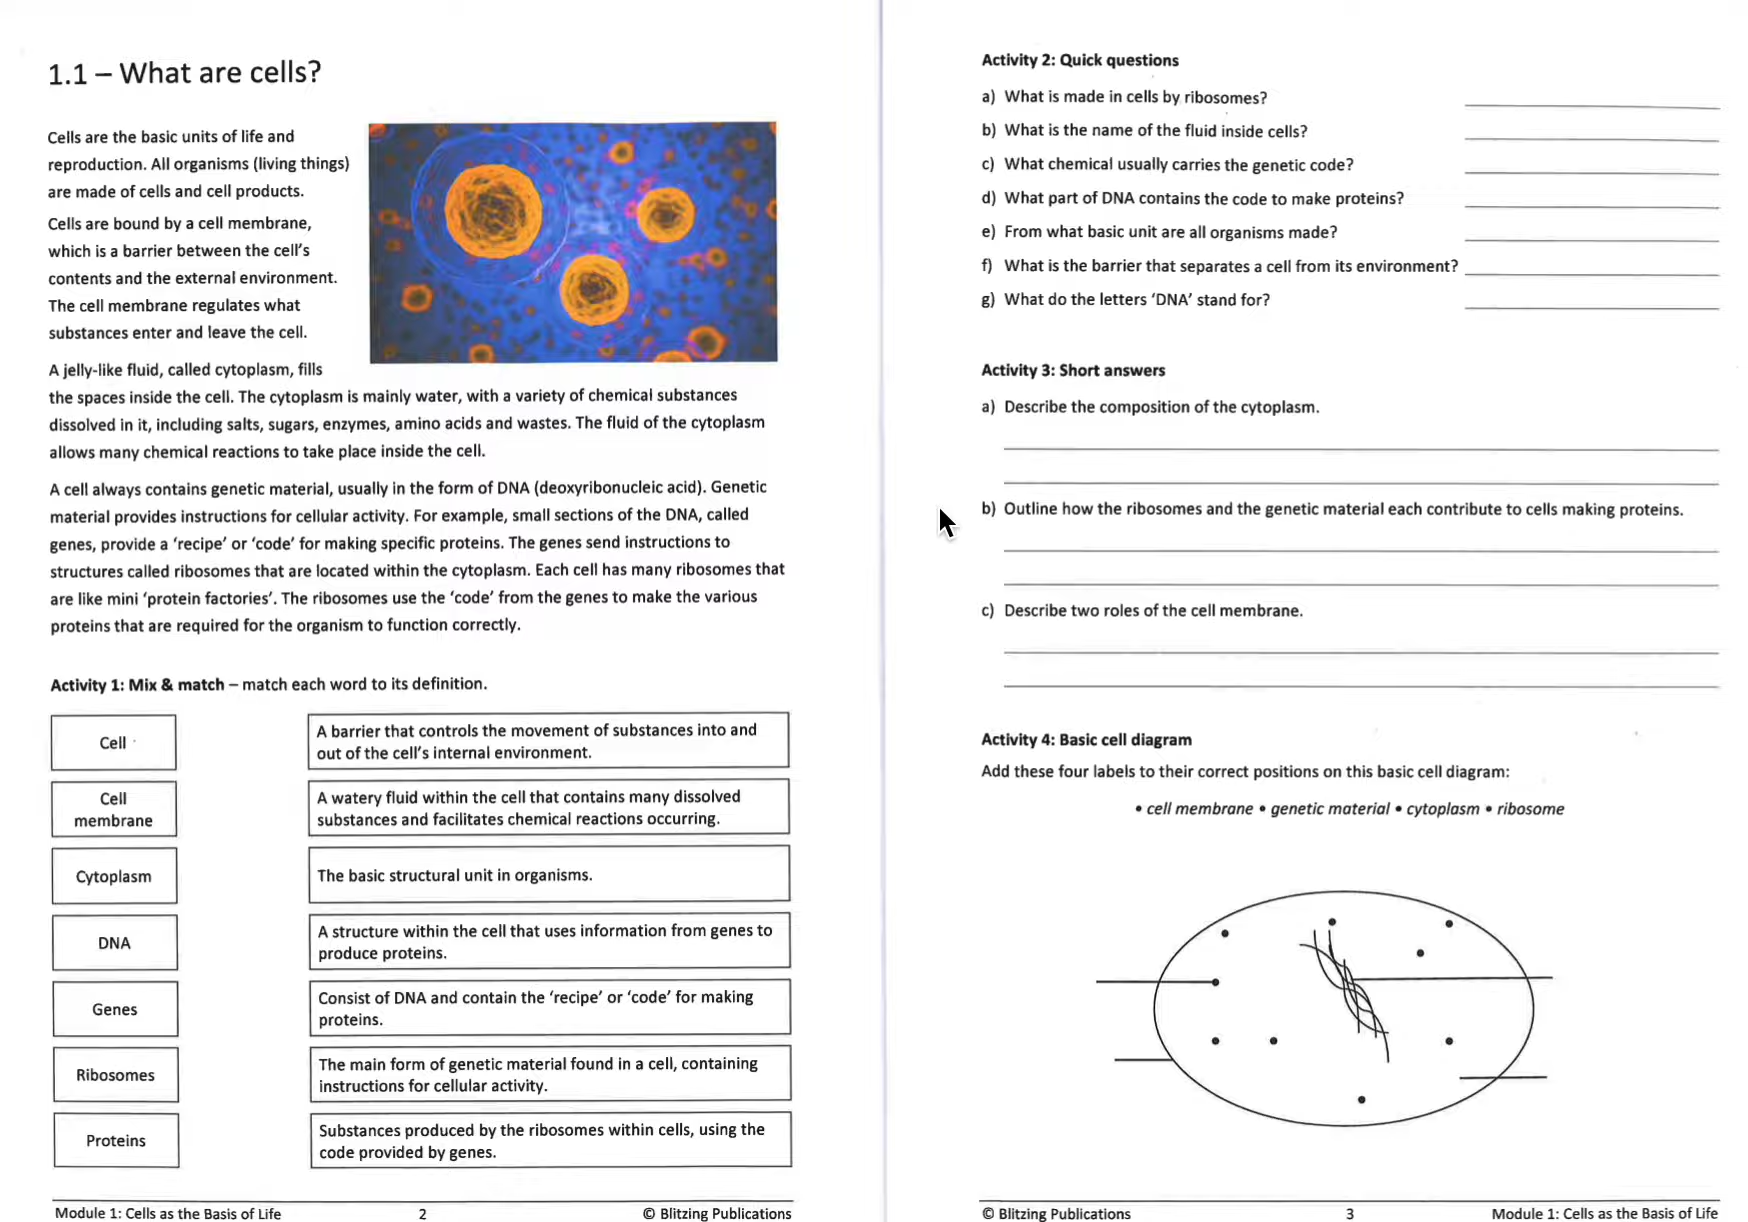 1.1 – What are cells?
Cells are the basic units of life and
reproduction. All organisms (living things)
are made of cells and cell products.
Cells are bound by a cell membrane,
which is a barrier between the cell’s
contents and the external environment.
The cell membrane regulates what
substances enter and leave the cell.
A jelly-like fluid, called cytoplasm, fills
the spaces inside the cell. The cytoplasm is mainly water, with a variety of chemical substances
dissolved in it, including salts, sugars, enzymes, amino acids and wastes. The fluid of the cytoplasm
allows many chemical reactions to take place inside the cell.
A cell always contains genetic material, usually in the form of DNA (deoxyribonucleic acid). Genetic
material provides instructions for cellular activity. For example, small sections of the DNA, called
genes, provide a ‘recipe’ or ‘code’ for making specific proteins. The genes send instructions to
structures called ribosomes that are located within the cytoplasm. Each cell has many ribosomes that
are like mini ‘protein factories’. The ribosomes use the ‘code’ from the genes to make the various
proteins that are required for the organism to function correctly.
Activity 1: Mix & match – match each word to its definition.
Cell
A barrier that controls the movement of substances into and
out of the cell’s internal environment.
Cell
membrane
A watery fluid within the cell that contains many dissolved
substances and facilitates chemical reactions occurring.
Cytoplasm
The basic structural unit in organisms.
DNA
A structure within the cell that uses information from genes to
produce proteins.
Genes
Consist of DNA and contain the ‘recipe’ or ‘code’ for making
proteins.
Ribosomes
The main form of genetic material found in a cell, containing
instructions for cellular activity.
Proteins
Substances produced by the ribosomes within cells, using the
code provided by genes.
Module 1: Cells as the Basis of Life 2 © Blitzing Publications
Activity 2: Quick questions
a) What is made in cells by ribosomes?
b) What is the name of the fluid inside cells?
c) What chemical usually carries the genetic code?
d) What part of DNA contains the code to make proteins?
e) From what basic unit are all organisms made?
f) What is the barrier that separates a cell from its environment?
g) What do the letters ‘DNA’ stand for?
Activity 3: Short answers
a) Describe the composition of the cytoplasm.
b) Outline how the ribosomes and the genetic material each contribute to cells making proteins.
c) Describe two roles of the cell membrane.
Activity 4: Basic cell diagram
Add these four labels to their correct positions on this basic cell diagram:
• cell membrane • genetic material • cytoplasm • ribosome
© Blitzing Publications 3 Module 1: Cells as the Basis of Life